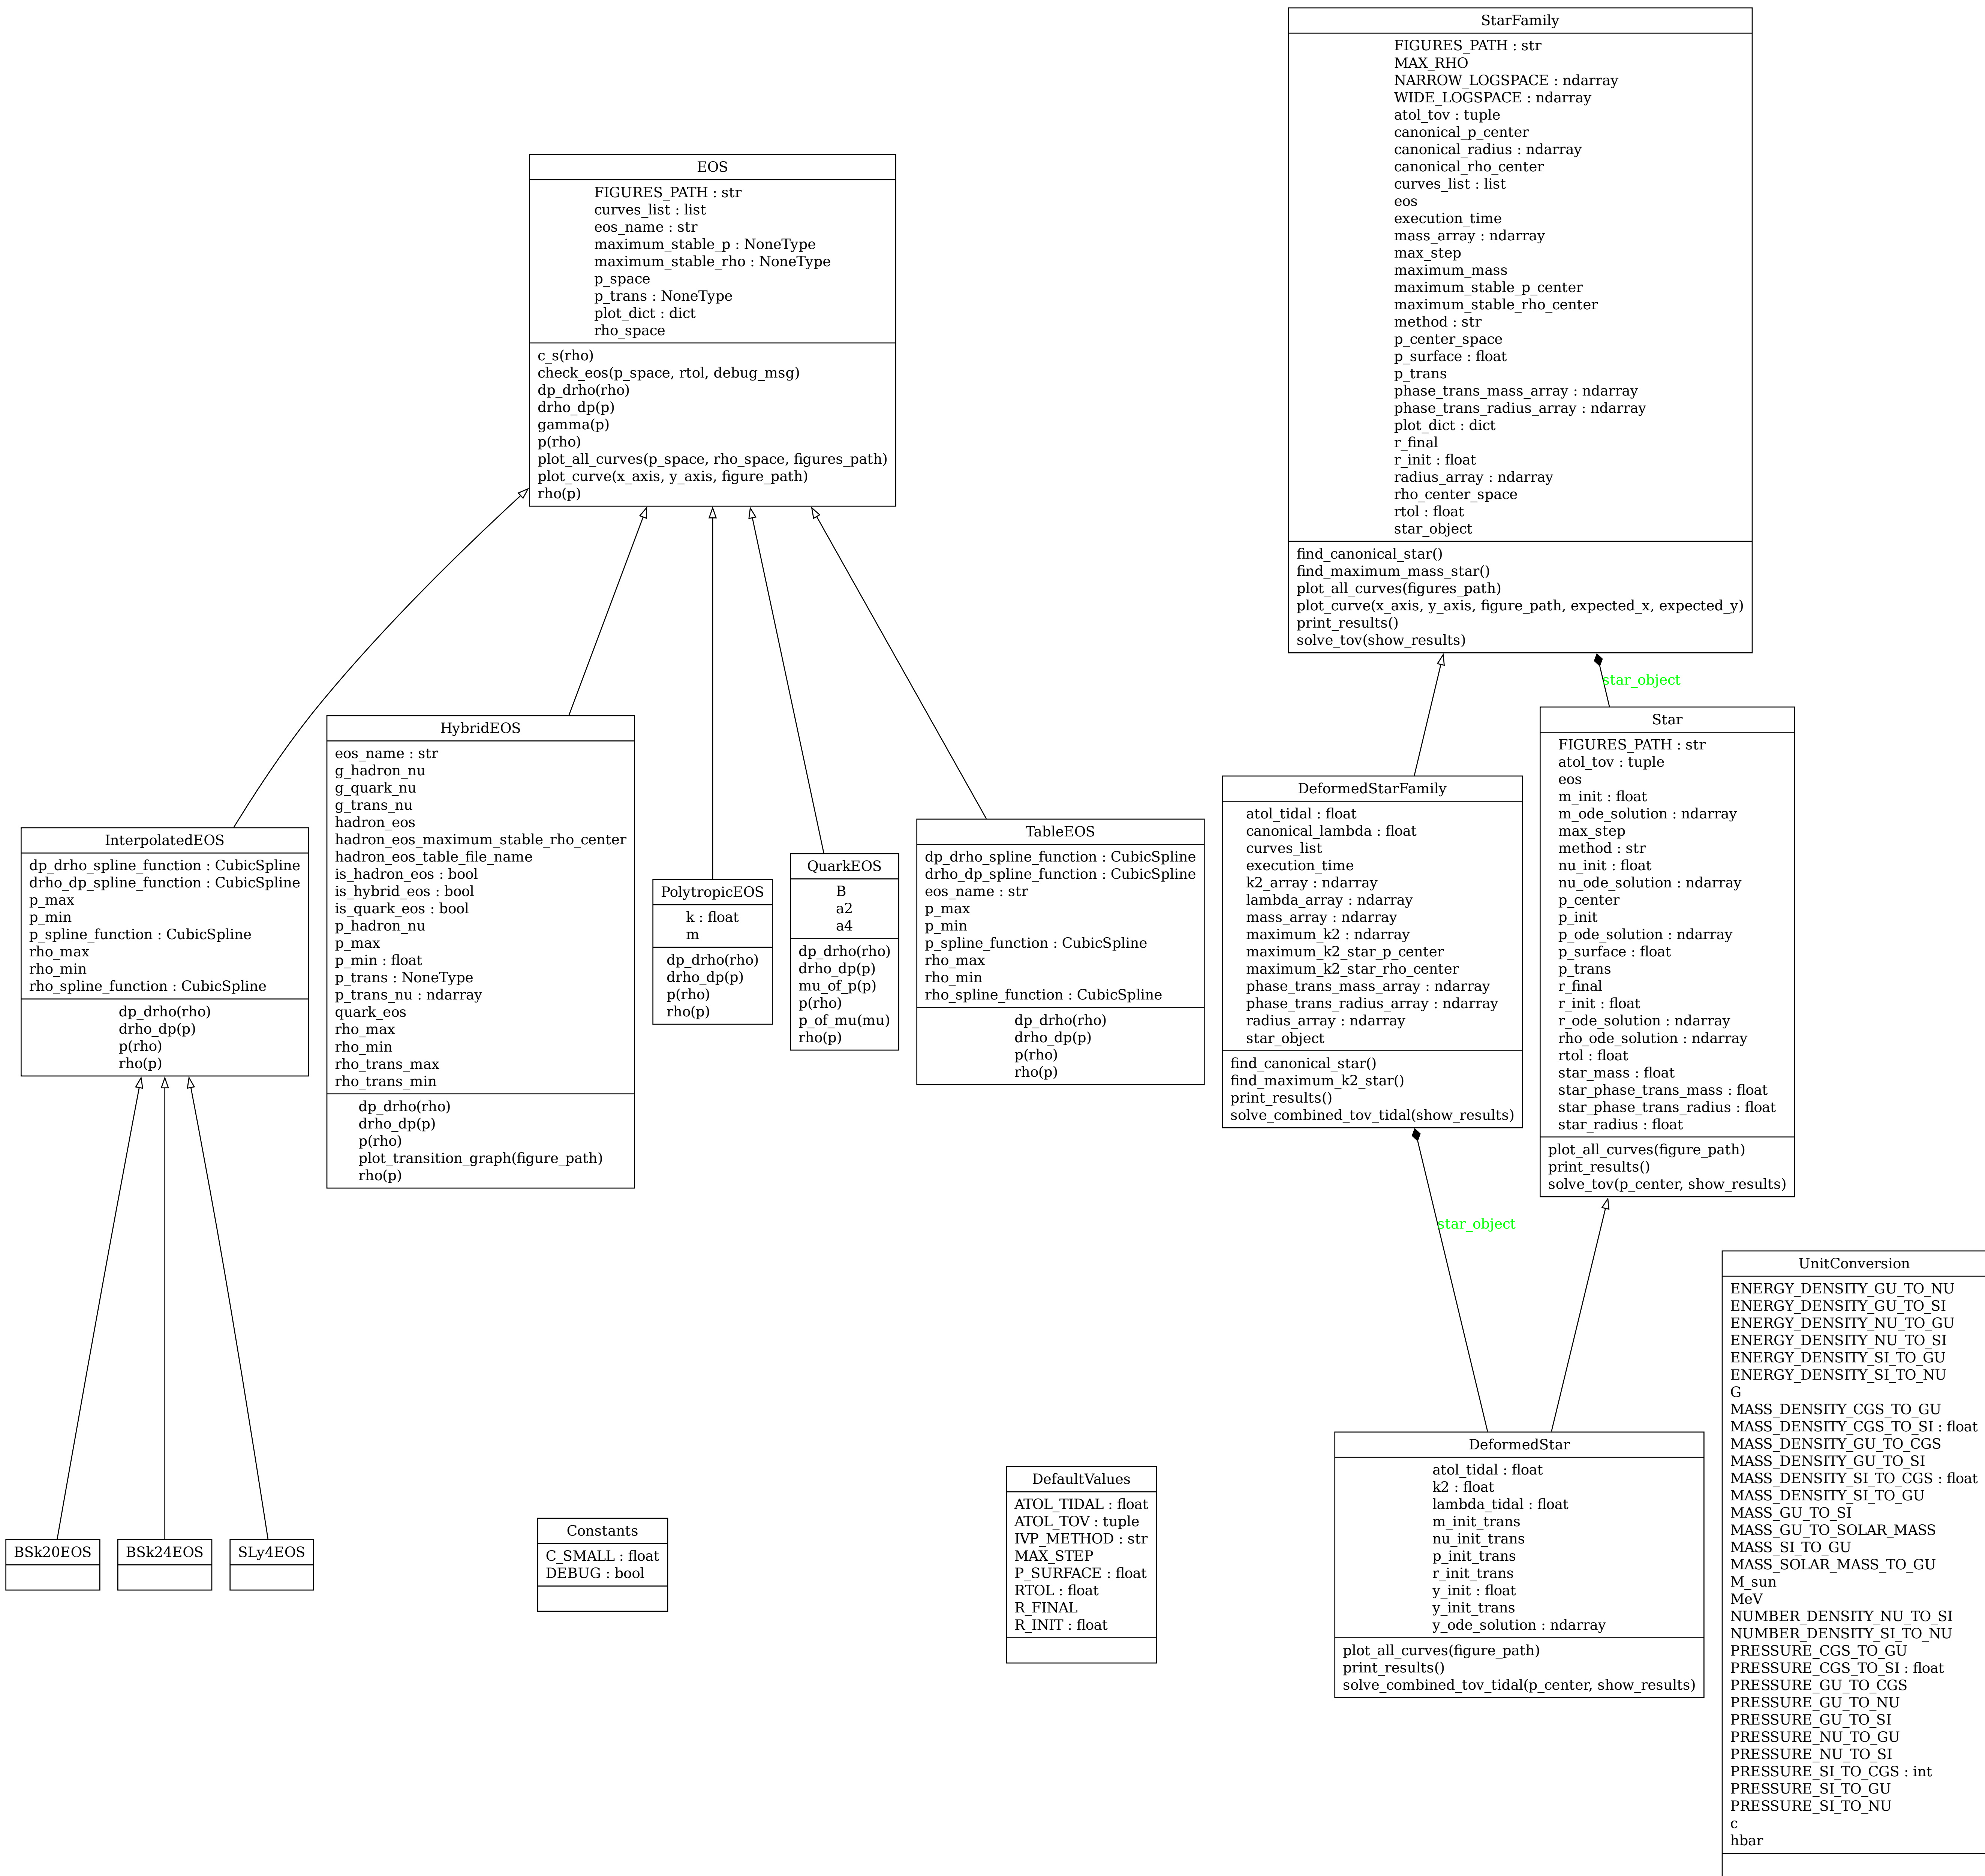 StarFamily
FIGURES_PATH : str
MAX_RHO
NARROW_LOGSPACE : ndarray
WIDE_LOGSPACE : ndarray
atol_tov : tuple
canonical_p_center
canonical_radius : ndarray
canonical_rho_center
curves_list : list
eos
execution_time
mass_array : ndarray
max_step
maximum_mass
maximum_stable_p_center
maximum_stable_rho_center
method : str
p_center_space
p_surface : float
p_trans
phase_trans_mass_array : ndarray
phase_trans_radius_array : ndarray
plot_dict : dict
r_final
r_init : float
radius_array : ndarray
rho_center_space
rtol : float
star_object
find_canonical_star()
find_maximum_mass_star()
plot_all_curves(figures_path)
plot_curve(x_axis, y_axis, figure_path, expected_x, expected_y)
print_results()
solve_tov(show_results)
EOS
FIGURES_PATH : str
curves_list : list
eos_name : str
maximum_stable_p : NoneType
maximum_stable_rho : NoneType
p_space
p_trans : NoneType
plot_dict : dict
rho_space
c_s(rho)
check_eos(p_space, rtol, debug_msg)
dp_drho(rho)
drho_dp(p)
gamma(p)
p(rho)
plot_all_curves(p_space, rho_space, figures_path)
plot_curve(x_axis, y_axis, figure_path)
rho(p)
star_object
InterpolatedEOS
dp_drho_spline_function : CubicSpline
drho_dp_spline_function : CubicSpline
p_max
p_min
p_spline_function : CubicSpline
rho_max
rho_min
rho_spline_function : CubicSpline
dp_drho(rho)
drho_dp(p)
p(rho)
rho(p)
HybridEOS
eos_name : str
g_hadron_nu
g_quark_nu
g_trans_nu
hadron_eos
hadron_eos_maximum_stable_rho_center
hadron_eos_table_file_name
is_hadron_eos : bool
is_hybrid_eos : bool
is_quark_eos : bool
p_hadron_nu
p_max
p_min : float
p_trans : NoneType
p_trans_nu : ndarray
quark_eos
rho_max
rho_min
rho_trans_max
rho_trans_min
dp_drho(rho)
drho_dp(p)
p(rho)
plot_transition_graph(figure_path)
rho(p)
PolytropicEOS
k : float
m
dp_drho(rho)
drho_dp(p)
p(rho)
rho(p)
QuarkEOS
B
a2
a4
dp_drho(rho)
drho_dp(p)
mu_of_p(p)
p(rho)
p_of_mu(mu)
rho(p)
TableEOS
dp_drho_spline_function : CubicSpline
drho_dp_spline_function : CubicSpline
eos_name : str
p_max
p_min
p_spline_function : CubicSpline
rho_max
rho_min
rho_spline_function : CubicSpline
dp_drho(rho)
drho_dp(p)
p(rho)
rho(p)
DeformedStarFamily
atol_tidal : float
canonical_lambda : float
curves_list
execution_time
k2_array : ndarray
lambda_array : ndarray
mass_array : ndarray
maximum_k2 : ndarray
maximum_k2_star_p_center
maximum_k2_star_rho_center
phase_trans_mass_array : ndarray
phase_trans_radius_array : ndarray
radius_array : ndarray
star_object
find_canonical_star()
find_maximum_k2_star()
print_results()
solve_combined_tov_tidal(show_results)
Star
FIGURES_PATH : str
atol_tov : tuple
eos
m_init : float
m_ode_solution : ndarray
max_step
method : str
nu_init : float
nu_ode_solution : ndarray
p_center
p_init
p_ode_solution : ndarray
p_surface : float
p_trans
r_final
r_init : float
r_ode_solution : ndarray
rho_ode_solution : ndarray
rtol : float
star_mass : float
star_phase_trans_mass : float
star_phase_trans_radius : float
star_radius : float
plot_all_curves(figure_path)
print_results()
solve_tov(p_center, show_results)
star_object
BSk20EOS
BSk24EOS
SLy4EOS
Constants
C_SMALL : float
DEBUG : bool
DefaultValues
ATOL_TIDAL : float
ATOL_TOV : tuple
IVP_METHOD : str
MAX_STEP
P_SURFACE : float
RTOL : float
R_FINAL
R_INIT : float
DeformedStar
atol_tidal : float
k2 : float
lambda_tidal : float
m_init_trans
nu_init_trans
p_init_trans
r_init_trans
y_init : float
y_init_trans
y_ode_solution : ndarray
plot_all_curves(figure_path)
print_results()
solve_combined_tov_tidal(p_center, show_results)
UnitConversion
ENERGY_DENSITY_GU_TO_NU
ENERGY_DENSITY_GU_TO_SI
ENERGY_DENSITY_NU_TO_GU
ENERGY_DENSITY_NU_TO_SI
ENERGY_DENSITY_SI_TO_GU
ENERGY_DENSITY_SI_TO_NU
G
MASS_DENSITY_CGS_TO_GU
MASS_DENSITY_CGS_TO_SI : float
MASS_DENSITY_GU_TO_CGS
MASS_DENSITY_GU_TO_SI
MASS_DENSITY_SI_TO_CGS : float
MASS_DENSITY_SI_TO_GU
MASS_GU_TO_SI
MASS_GU_TO_SOLAR_MASS
MASS_SI_TO_GU
MASS_SOLAR_MASS_TO_GU
M_sun
MeV
NUMBER_DENSITY_NU_TO_SI
NUMBER_DENSITY_SI_TO_NU
PRESSURE_CGS_TO_GU
PRESSURE_CGS_TO_SI : float
PRESSURE_GU_TO_CGS
PRESSURE_GU_TO_NU
PRESSURE_GU_TO_SI
PRESSURE_NU_TO_GU
PRESSURE_NU_TO_SI
PRESSURE_SI_TO_CGS : int
PRESSURE_SI_TO_GU
PRESSURE_SI_TO_NU
c
hbar